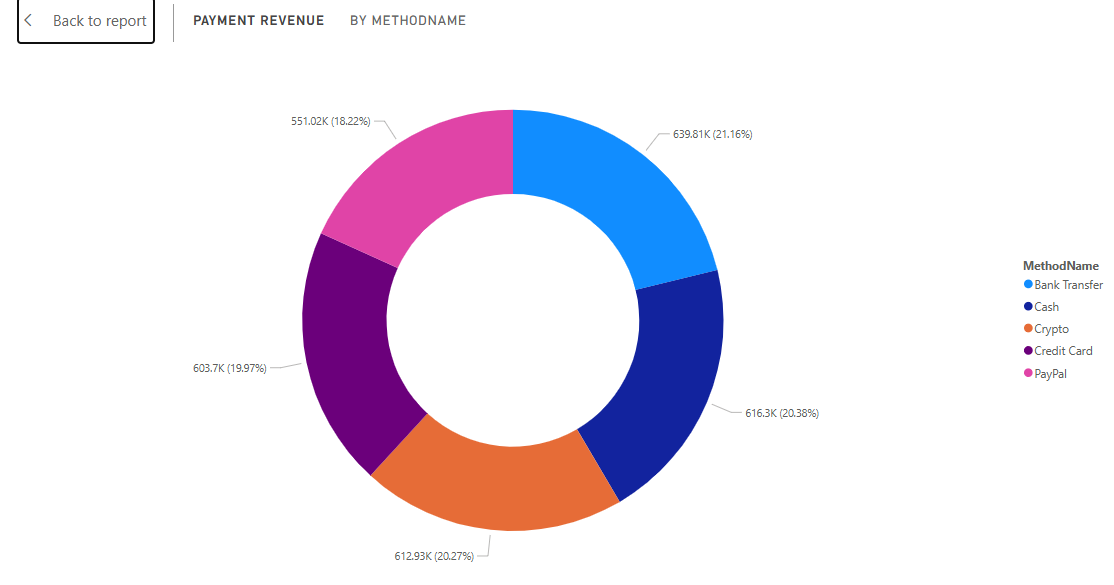 Back to report
PAYMENT REVENUE BY METHODNAME
551.02K (18.22%)
639.81K (21.16%)
MethodName
Bank Transfer
Cash
Crypto
Credit Card
PayPal
603.7K (19.97%)
616.3K (20.38%)
612.93K (20.27%)